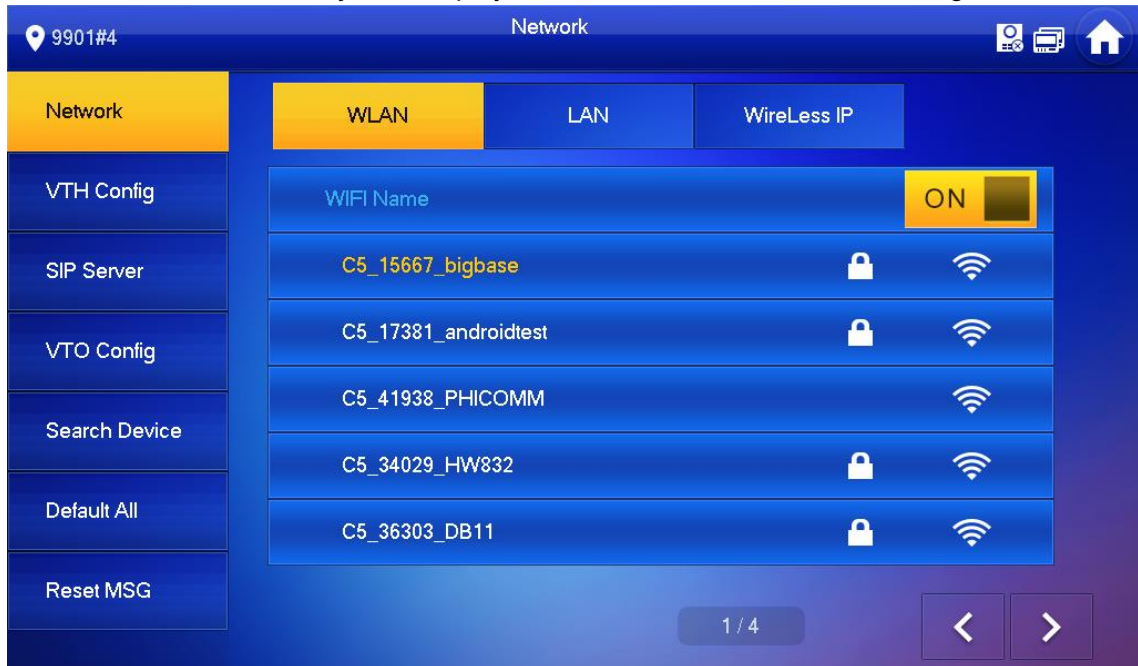 9901#4
Network
Network
WLAN
LAN
WireLess IP
VTH Config
WIFI Name
ON
SIP Server
C5_15667_bigbase
VTO Config
C5_17381_androidtest
C5_41938_PHICOMM
Search Device
C5_34029_HW832
Default All
C5_36303_DB11
Reset MSG
1 / 4